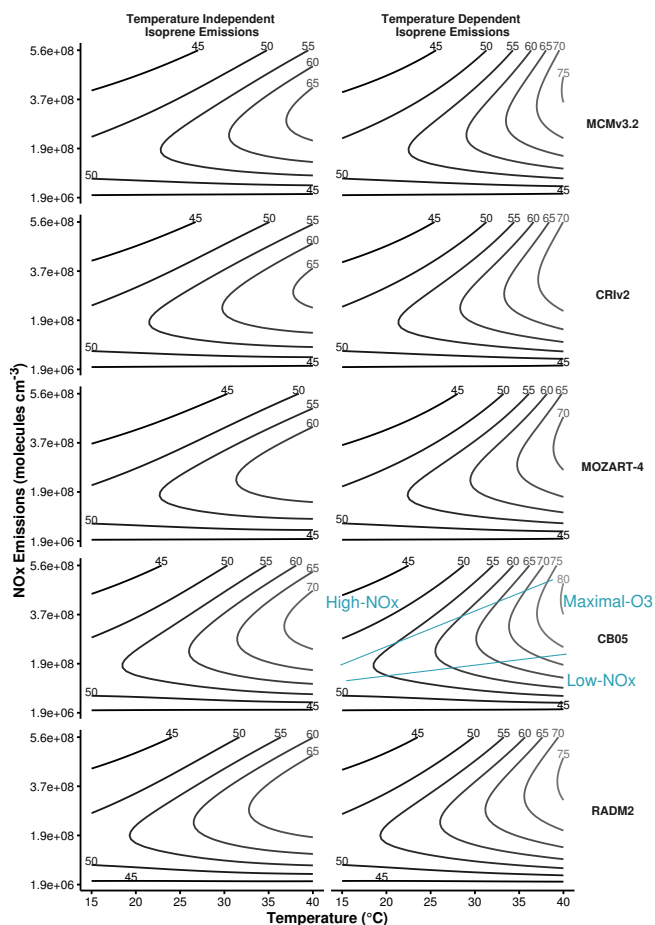 Temperature Independent Temperature Dependent
Isoprene Emissions Isoprene Emissions
45 50 55 45 50 55 60 65 70
5.6e+08
60
65 75
3.7e+08
MCMv3.2
1.9e+08
50 50
1.9e+06 45 45
45 50 55 45 50 55 60 65 70
5.6e+08
60
65
3.7e+08
CRIv2
1.9e+08
50 50
1.9e+06 45 45
45 50 45 50 55 60 65
5.6e+08
55
60 70
3.7e+08
MOZART-4
1.9e+08
50 50
1.9e+06
45 50 55 60 45 50 55 60 65 70 75
5.6e+08 65
70 80
High-NOx Maximal-O3
3.7e+08
CB05
1.9e+08
Low-NOx
50 50
1.9e+06 45 45
45 50 55 60 45 50 55 60 65 70
5.6e+08
65 75
3.7e+08
RADM2
1.9e+08
50 50
1.9e+06 45 45
15 20 25 30 35 40 15 20 25 30 35 40
Temperature (°C)
NOx Emissions (molecules cm⁻³)